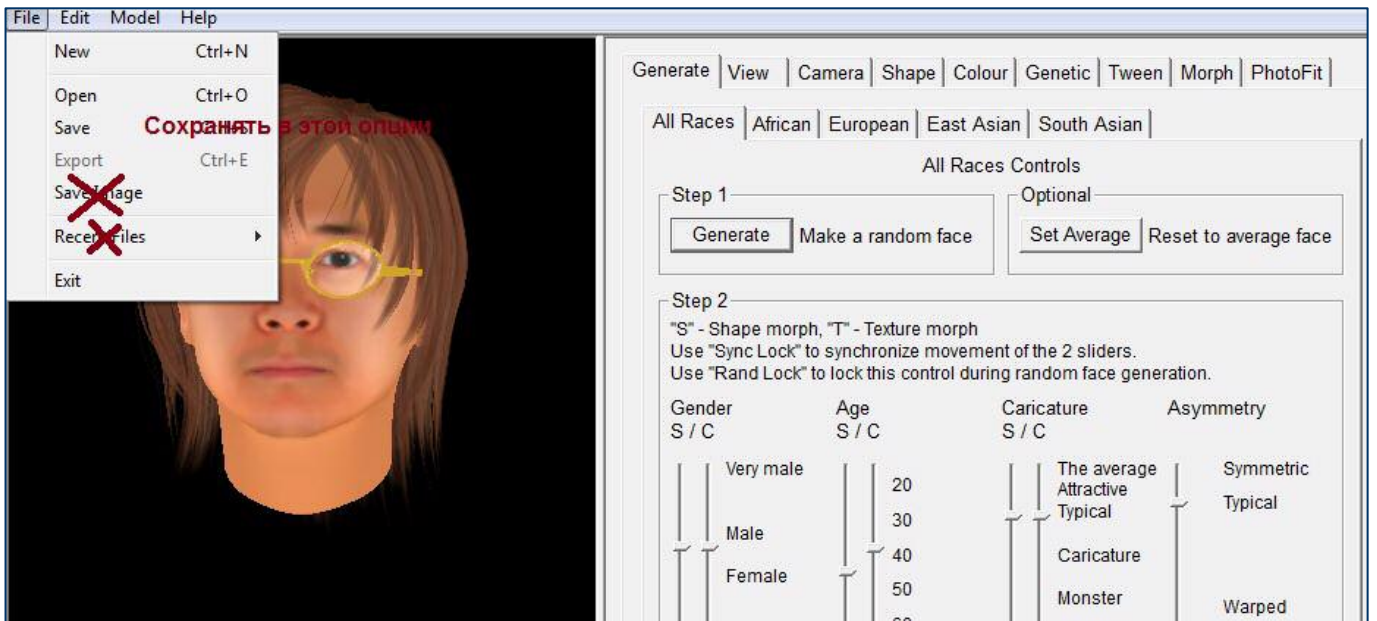 File Edit Model Help
New Ctrl+N
Open Ctrl+O
Save Сохранять в этой опции
Export Ctrl+E
Save Image
Recent Files
Exit
Generate View Camera Shape Colour Genetic Tween Morph PhotoFit
All Races African European East Asian South Asian
All Races Controls
Step 1 Optional
Generate Make a random face Set Average Reset to average face
Step 2
"S" - Shape morph, "T" - Texture morph
Use "Sync Lock" to synchronize movement of the 2 sliders.
Use "Rand Lock" to lock this control during random face generation.
Gender Age Caricature Asymmetry
S / C S / C S / C
Very male The average Symmetric
20 Attractive
30 Typical Typical
Male
40 Caricature
Female
50 Monster Warped